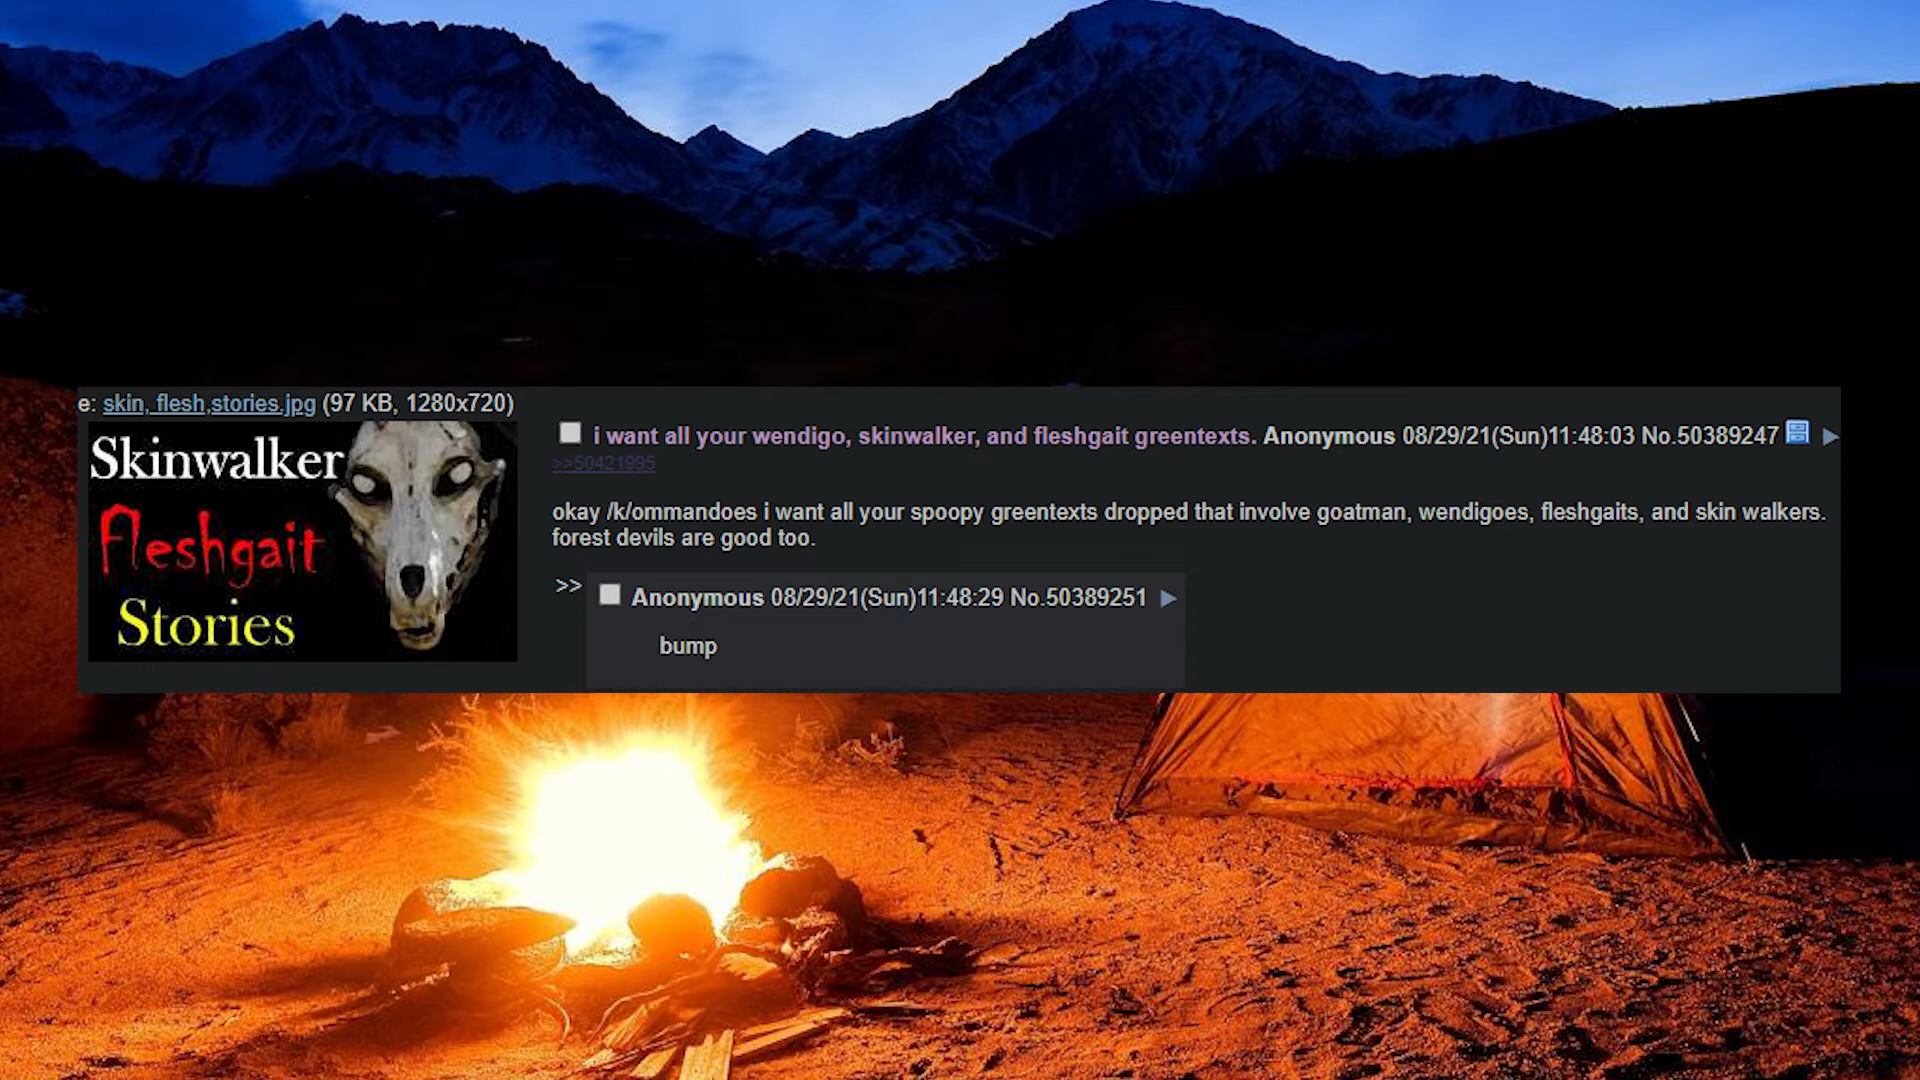 e: skin, flesh,stories.jpg (97 KB, 1280x720)
Skinwalker
Fleshgait
Stories
i want all your wendigo, skinwalker, and fleshgait greentexts. Anonymous 08/29/21(Sun)11:48:03 No.50389247
>>50421995
okay /k/ommandoes i want all your spoopy greentexts dropped that involve goatman, wendigoes, fleshgaits, and skin walkers.
forest devils are good too.
>> Anonymous 08/29/21(Sun)11:48:29 No.50389251
bump